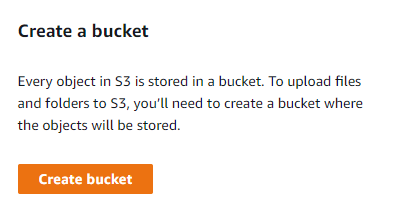 Create a bucket
Every object in S3 is stored in a bucket. To upload files
and folders to S3, you’ll need to create a bucket where
the objects will be stored.
Create bucket